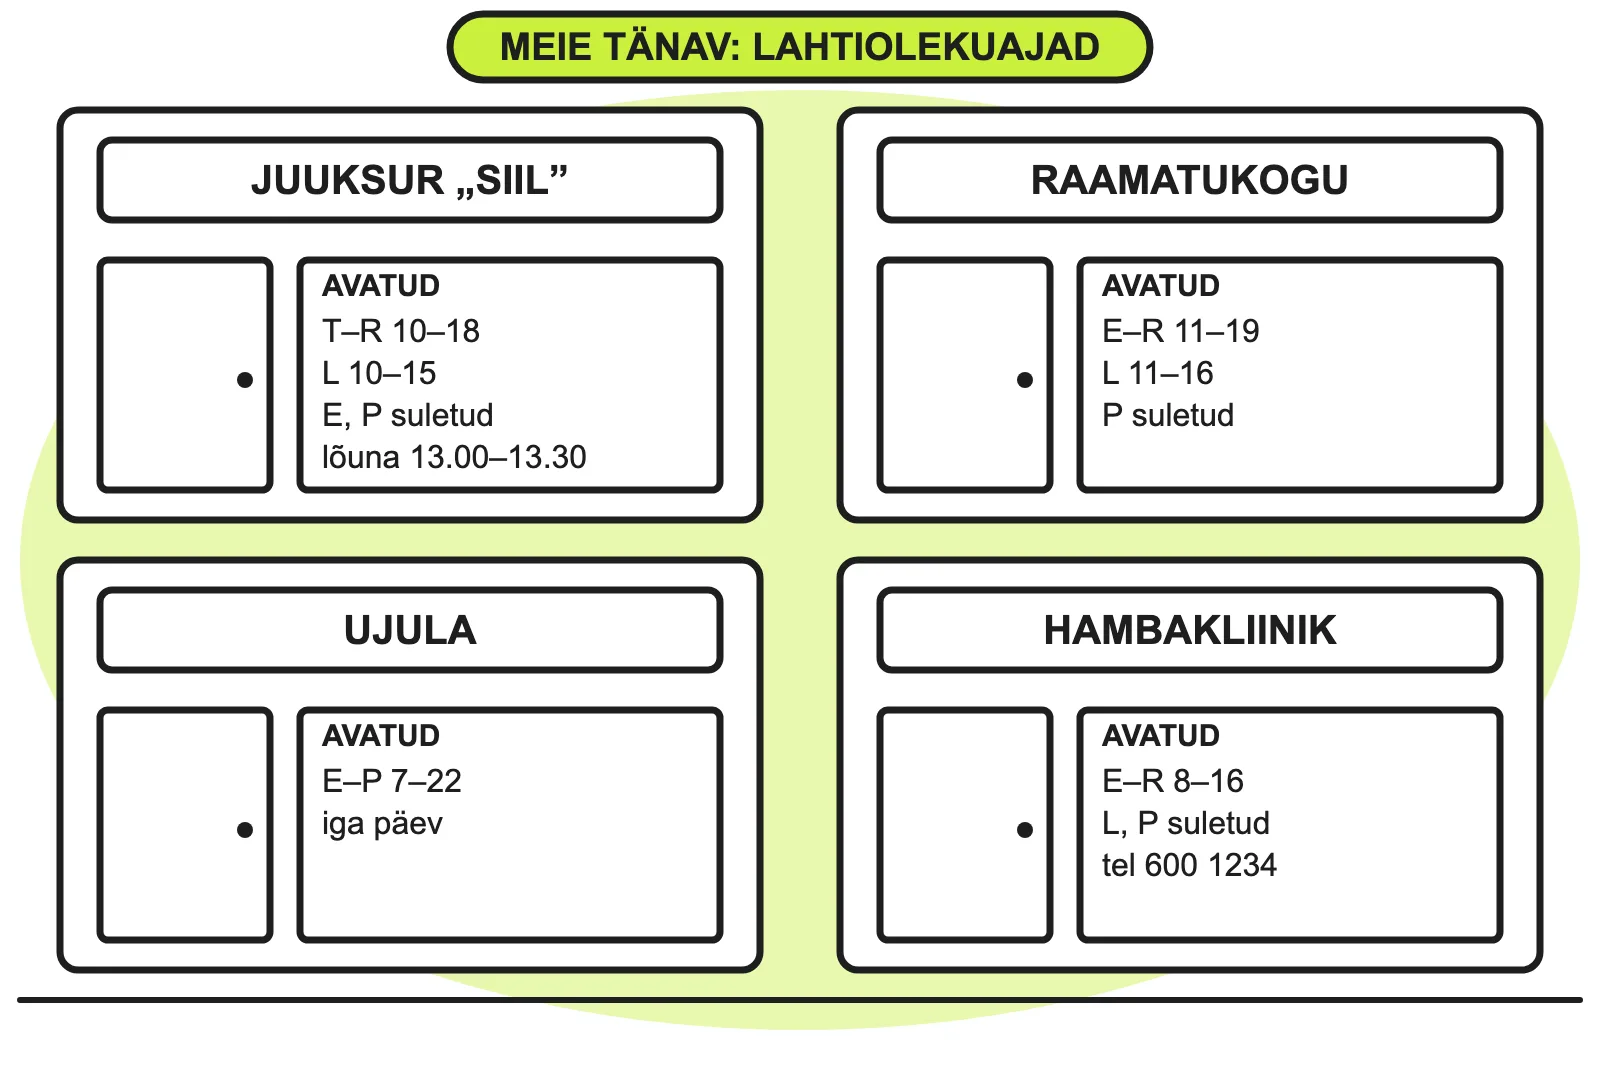 MEIE TÄNAV: LAHTIOLEKUAJAD
JUUKSUR „SIIL”
AVATUD
T–R 10–18
L 10–15
E, P suletud
lõuna 13.00–13.30
RAAMATUKOGU
AVATUD
E–R 11–19
L 11–16
P suletud
UJULA
AVATUD
E–P 7–22
iga päev
HAMBAKLIINIK
AVATUD
E–R 8–16
L, P suletud
tel 600 1234